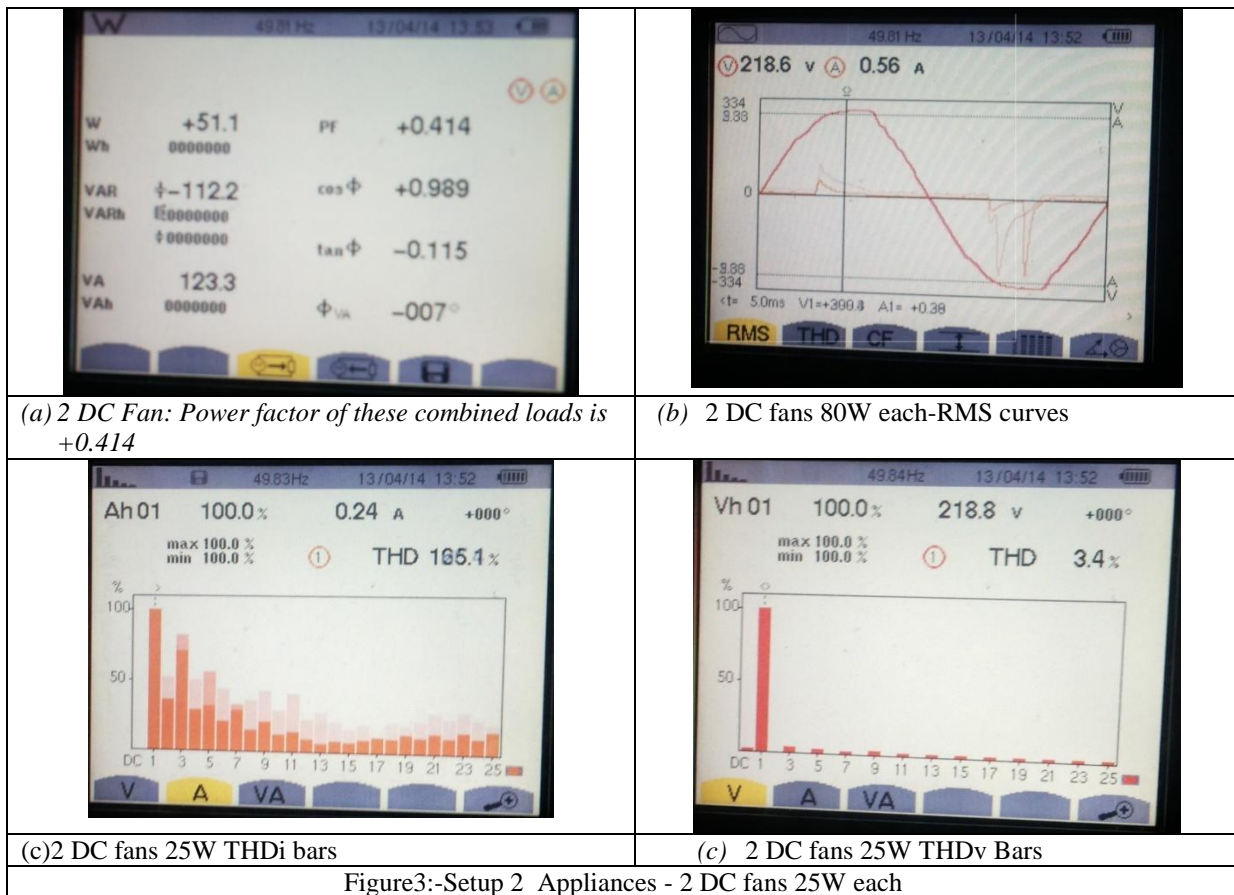 W 49.81 Hz 13/04/14 13:53
W +51.1 PF +0.414
Wh 0000000
VAR -112.2 cos Φ +0.989
VARh 0000000
0000000 tan Φ -0.115
VA 123.3
VAh 0000000 Φ VA -007°
(a) 2 DC Fan: Power factor of these combined loads is
+0.414
49.81 Hz 13/04/14 13:52
V 218.6 V A 0.56 A
334 V
9.88 A
0
-9.88 A
-334 V
t= 5.0ms V1=+399.8 A1= +0.38
RMS THD CF
(b) 2 DC fans 80W each-RMS curves
49.83Hz 13/04/14 13:52
Ah 01 100.0 % 0.24 A +000°
max 100.0 %
min 100.0 % 1 THD 165.1 %
%
100
50
DC 1 3 5 7 9 11 13 15 17 19 21 23 25
V A VA
(c)2 DC fans 25W THDi bars
49.84Hz 13/04/14 13:52
Vh 01 100.0 % 218.8 V +000°
max 100.0 %
min 100.0 % 1 THD 3.4 %
%
100
50
DC 1 3 5 7 9 11 13 15 17 19 21 23 25
V A VA
(c) 2 DC fans 25W THDv Bars
Figure3:-Setup 2 Appliances - 2 DC fans 25W each